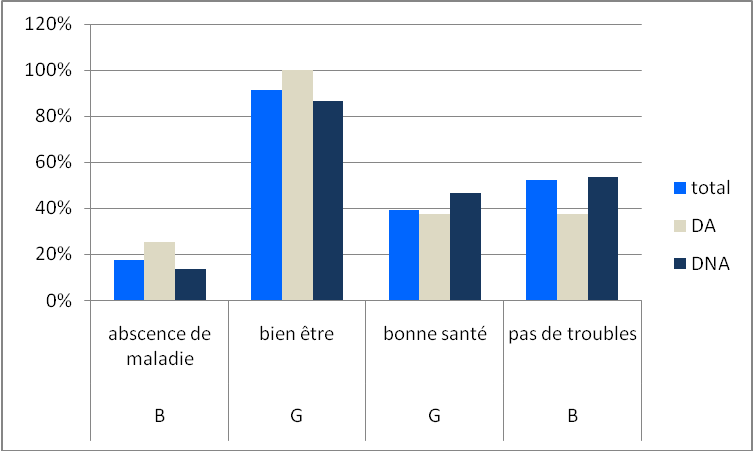 120%
100%
80%
60%
40%
20%
0%
abscence de
maladie
bien être
bonne santé
pas de troubles
B
G
G
B
total
DA
DNA